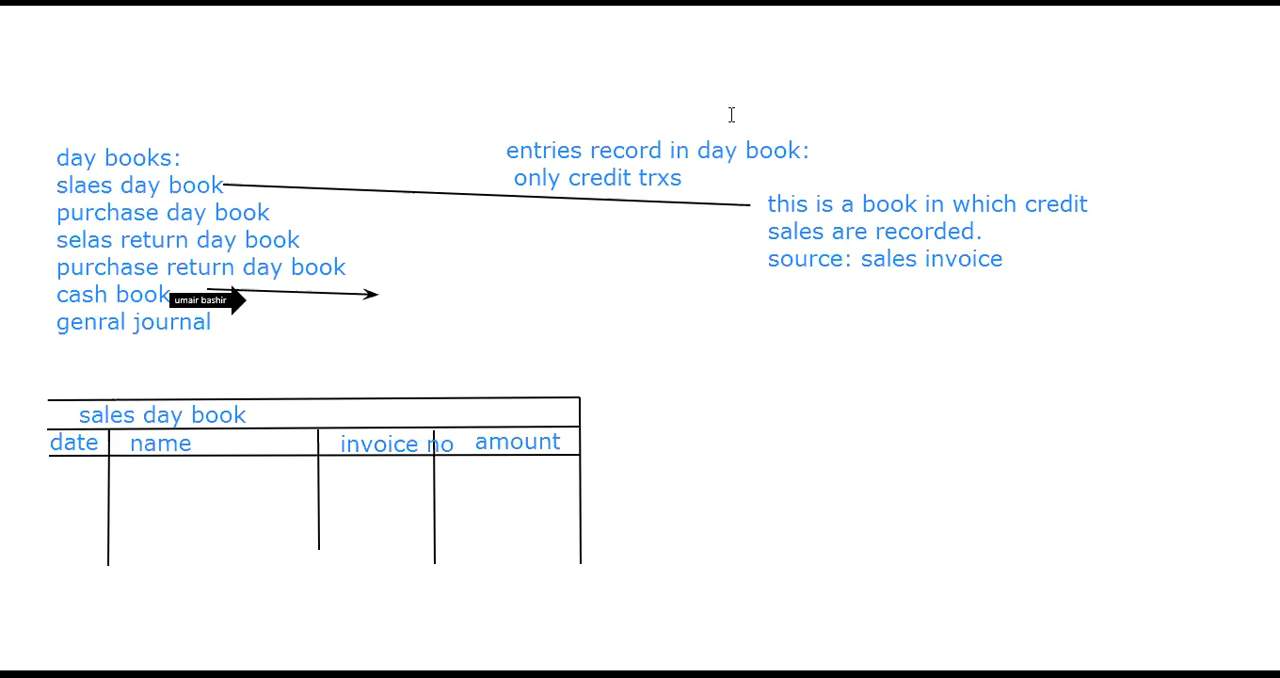 day books:
slaes day book
purchase day book
selas return day book
purchase return day book
cash book
umair bashir
genral journal
entries record in day book:
only credit trxs
this is a book in which credit
sales are recorded.
source: sales invoice
sales day book
date name invoice no amount